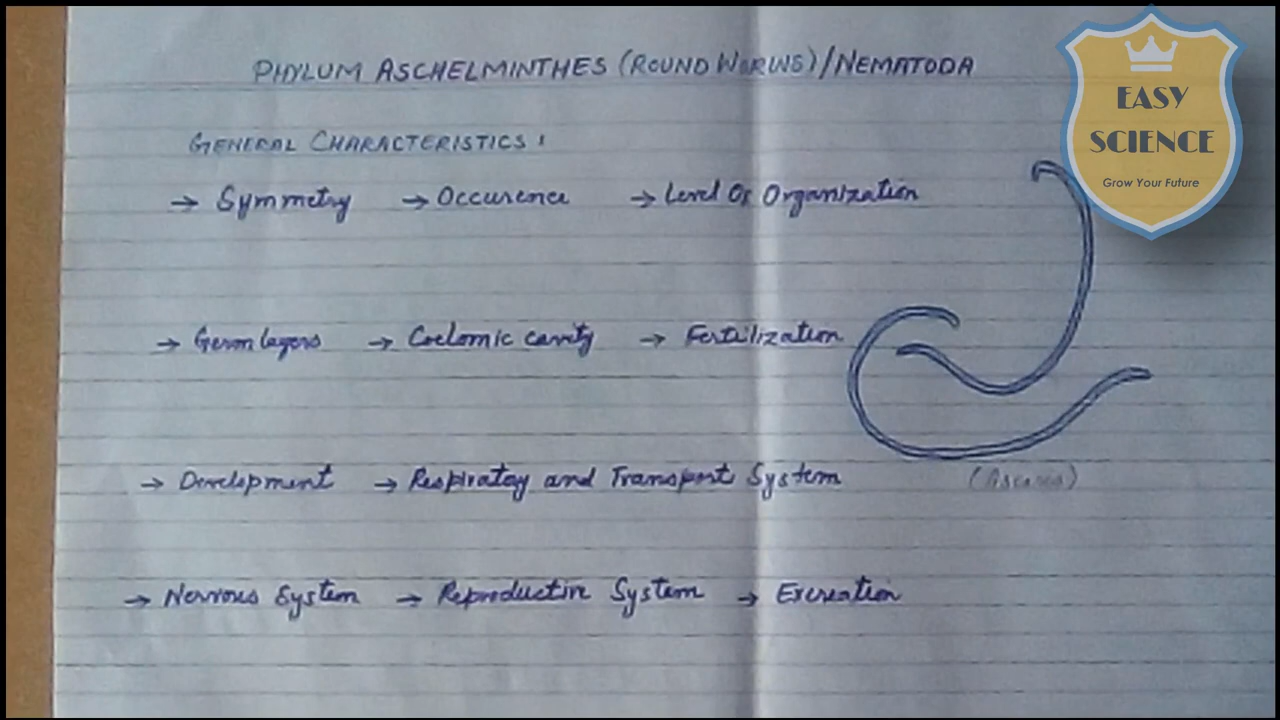 PHYLUM ASCHELMINTHES (ROUND WORMS)/NEMATODA
EASY
SCIENCE
Grow Your Future
GENERAL CHARACTERISTICS :
→ Symmetry → Occurence → Level Of Organization
→ Germ layers → Coelomic cavity → Fertilization
→ Development → Respiratory and Transport System
(Ascaris)
→ Nervous System → Reproductive System → Excreation